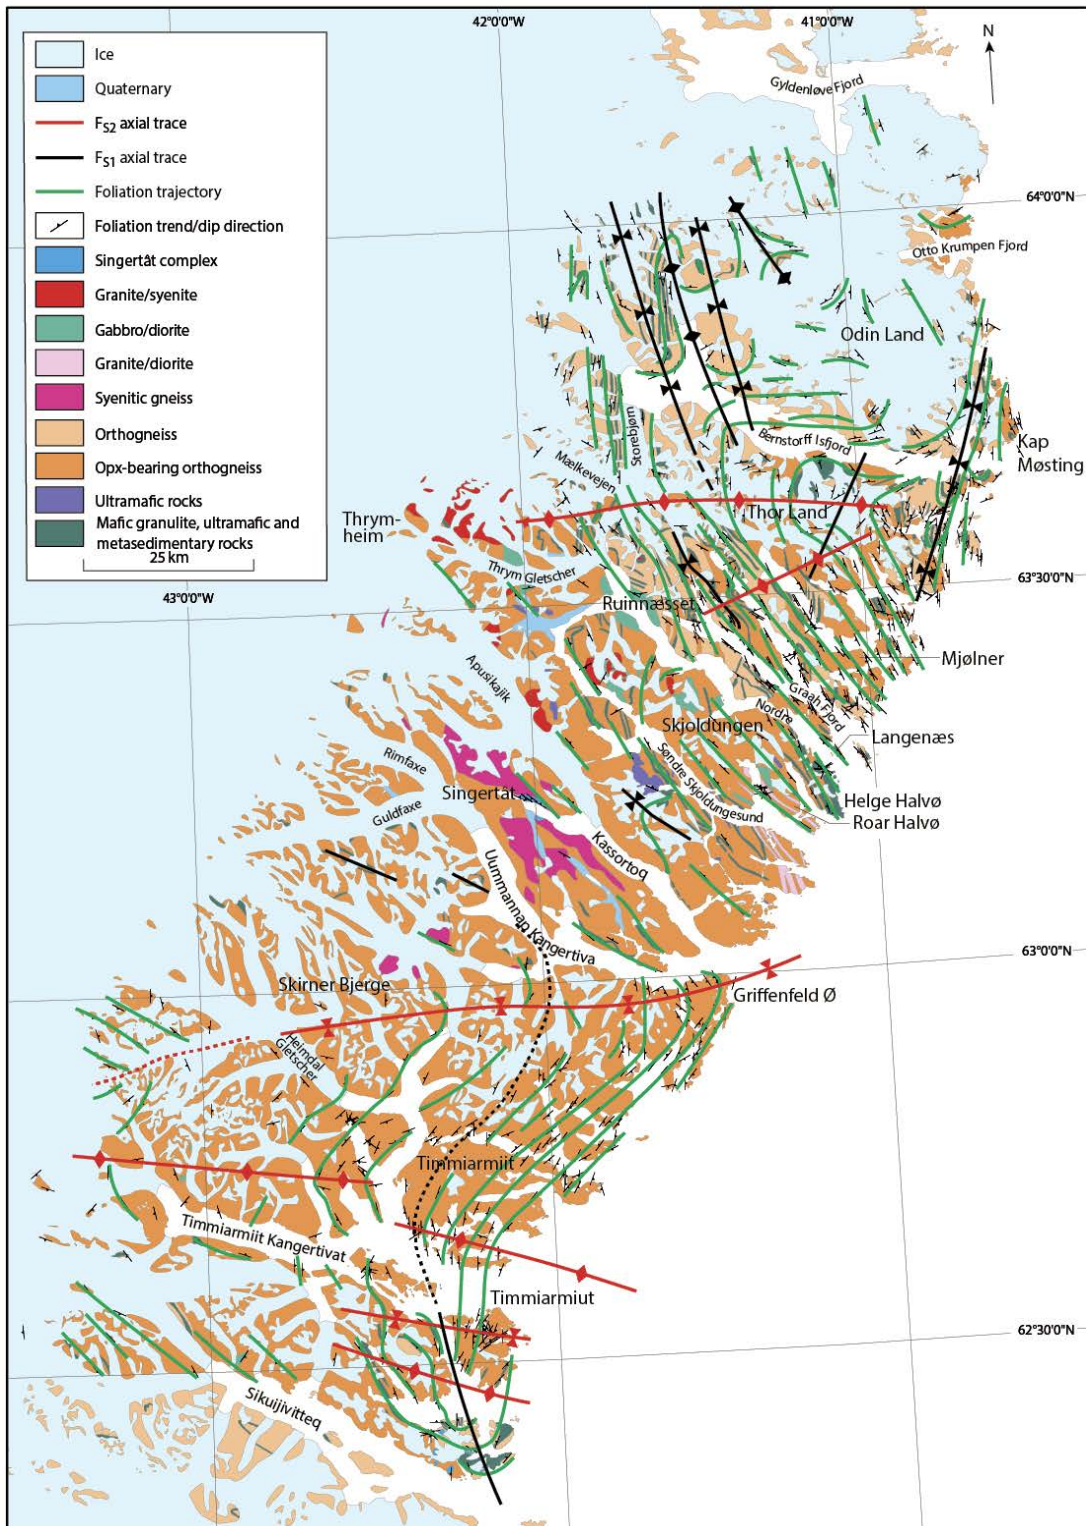 42°0'0"W
41°0'0"W
N
Ice
Quaternary
FS2 axial trace
FS1 axial trace
Foliation trajectory
Foliation trend/dip direction
Singertât complex
Granite/syenite
Gabbro/diorite
Granite/diorite
Syenitic gneiss
Orthogneiss
Opx-bearing orthogneiss
Ultramafic rocks
Mafic granulite, ultramafic and
metasedimentary rocks
25 km
Gyldenløve Fjord
64°0'0"N
Otto Krumpen Fjord
Odin Land
Storebjørn
Bernstorff Isfjord
Kap
Møsting
Mælkevejen
Thrym-
heim
Thor Land
Thrym Gletscher
63°30'0"N
43°0'0"W
Ruinnæsset
Mjølner
Apusikajik
Graah Fjord
Nordre
Skjoldungen
Langenæs
Rimfaxe
Søndre Skjoldungesund
Singertât
Helge Halvø
Guldfaxe
Roar Halvø
Kassortoq
Uummannap Kangertiva
63°0'0"N
Skirner Bjerge
Griffenfeld Ø
Heimdal
Gletscher
Timmiarmiit
Timmiarmiit Kangertivat
Timmiarmiut
62°30'0"N
Sikuijivitteq